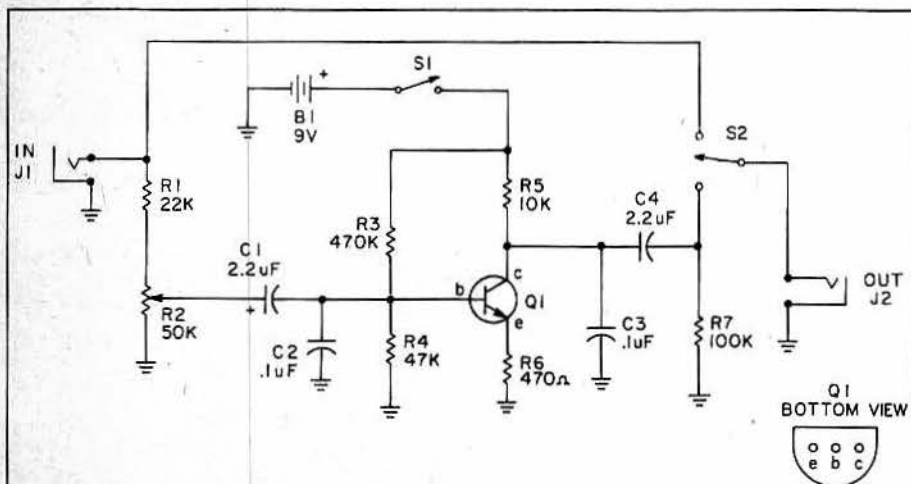 S1
+
B1
9V
S2
IN
J1
R1
22K
R5
10K
C4
2.2uF
R3
470K
C1
2.2uF
+
b
c
Q1
e
OUT
J2
R2
50K
C2
.1uF
R4
47K
R6
470Ω
C3
.1uF
R7
100K
Q1
BOTTOM VIEW
e b c